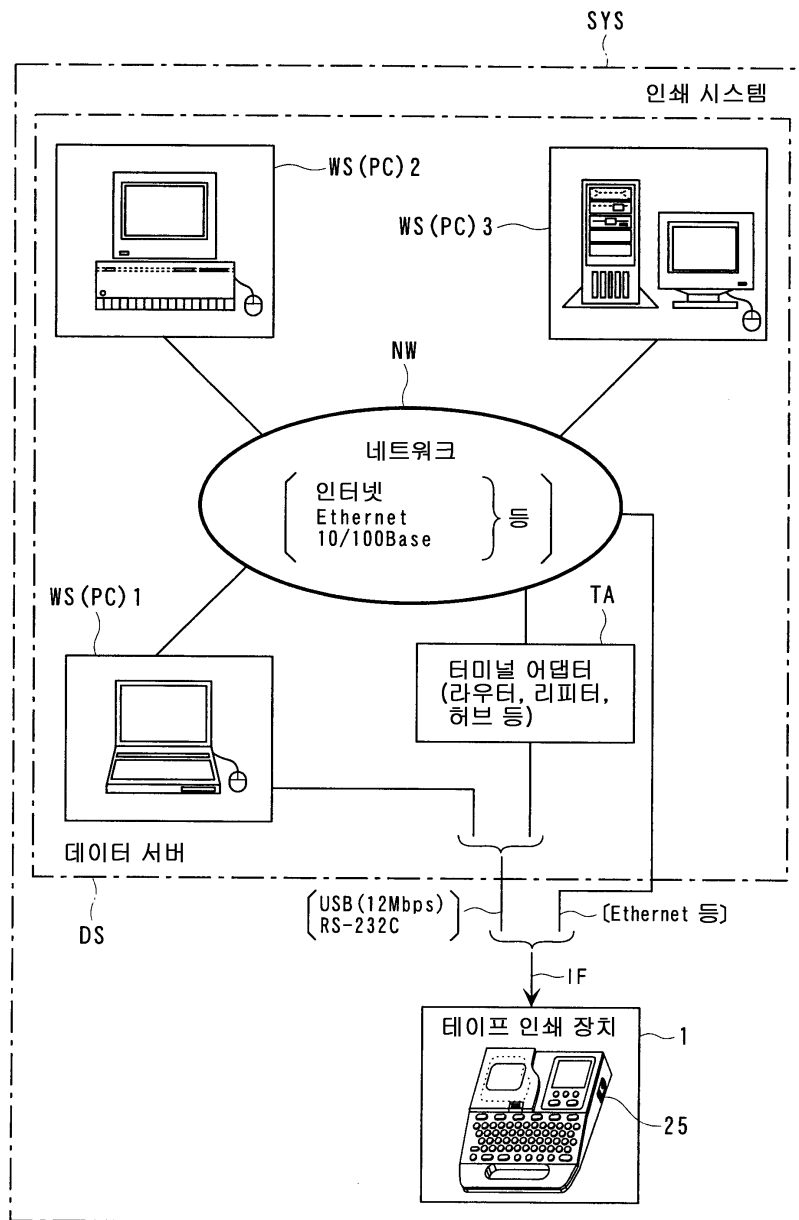 SYS
인쇄 시스템
WS(PC)2
WS(PC)3
NW
네트워크
인터넷
Ethernet
10/100Base
등
WS(PC)1
TA
터미널 어댑터
(라우터, 리피터,
허브 등)
데이터 서버
DS
USB(12Mbps)
RS-232C
[Ethernet 등]
IF
테이프 인쇄 장치
1
25